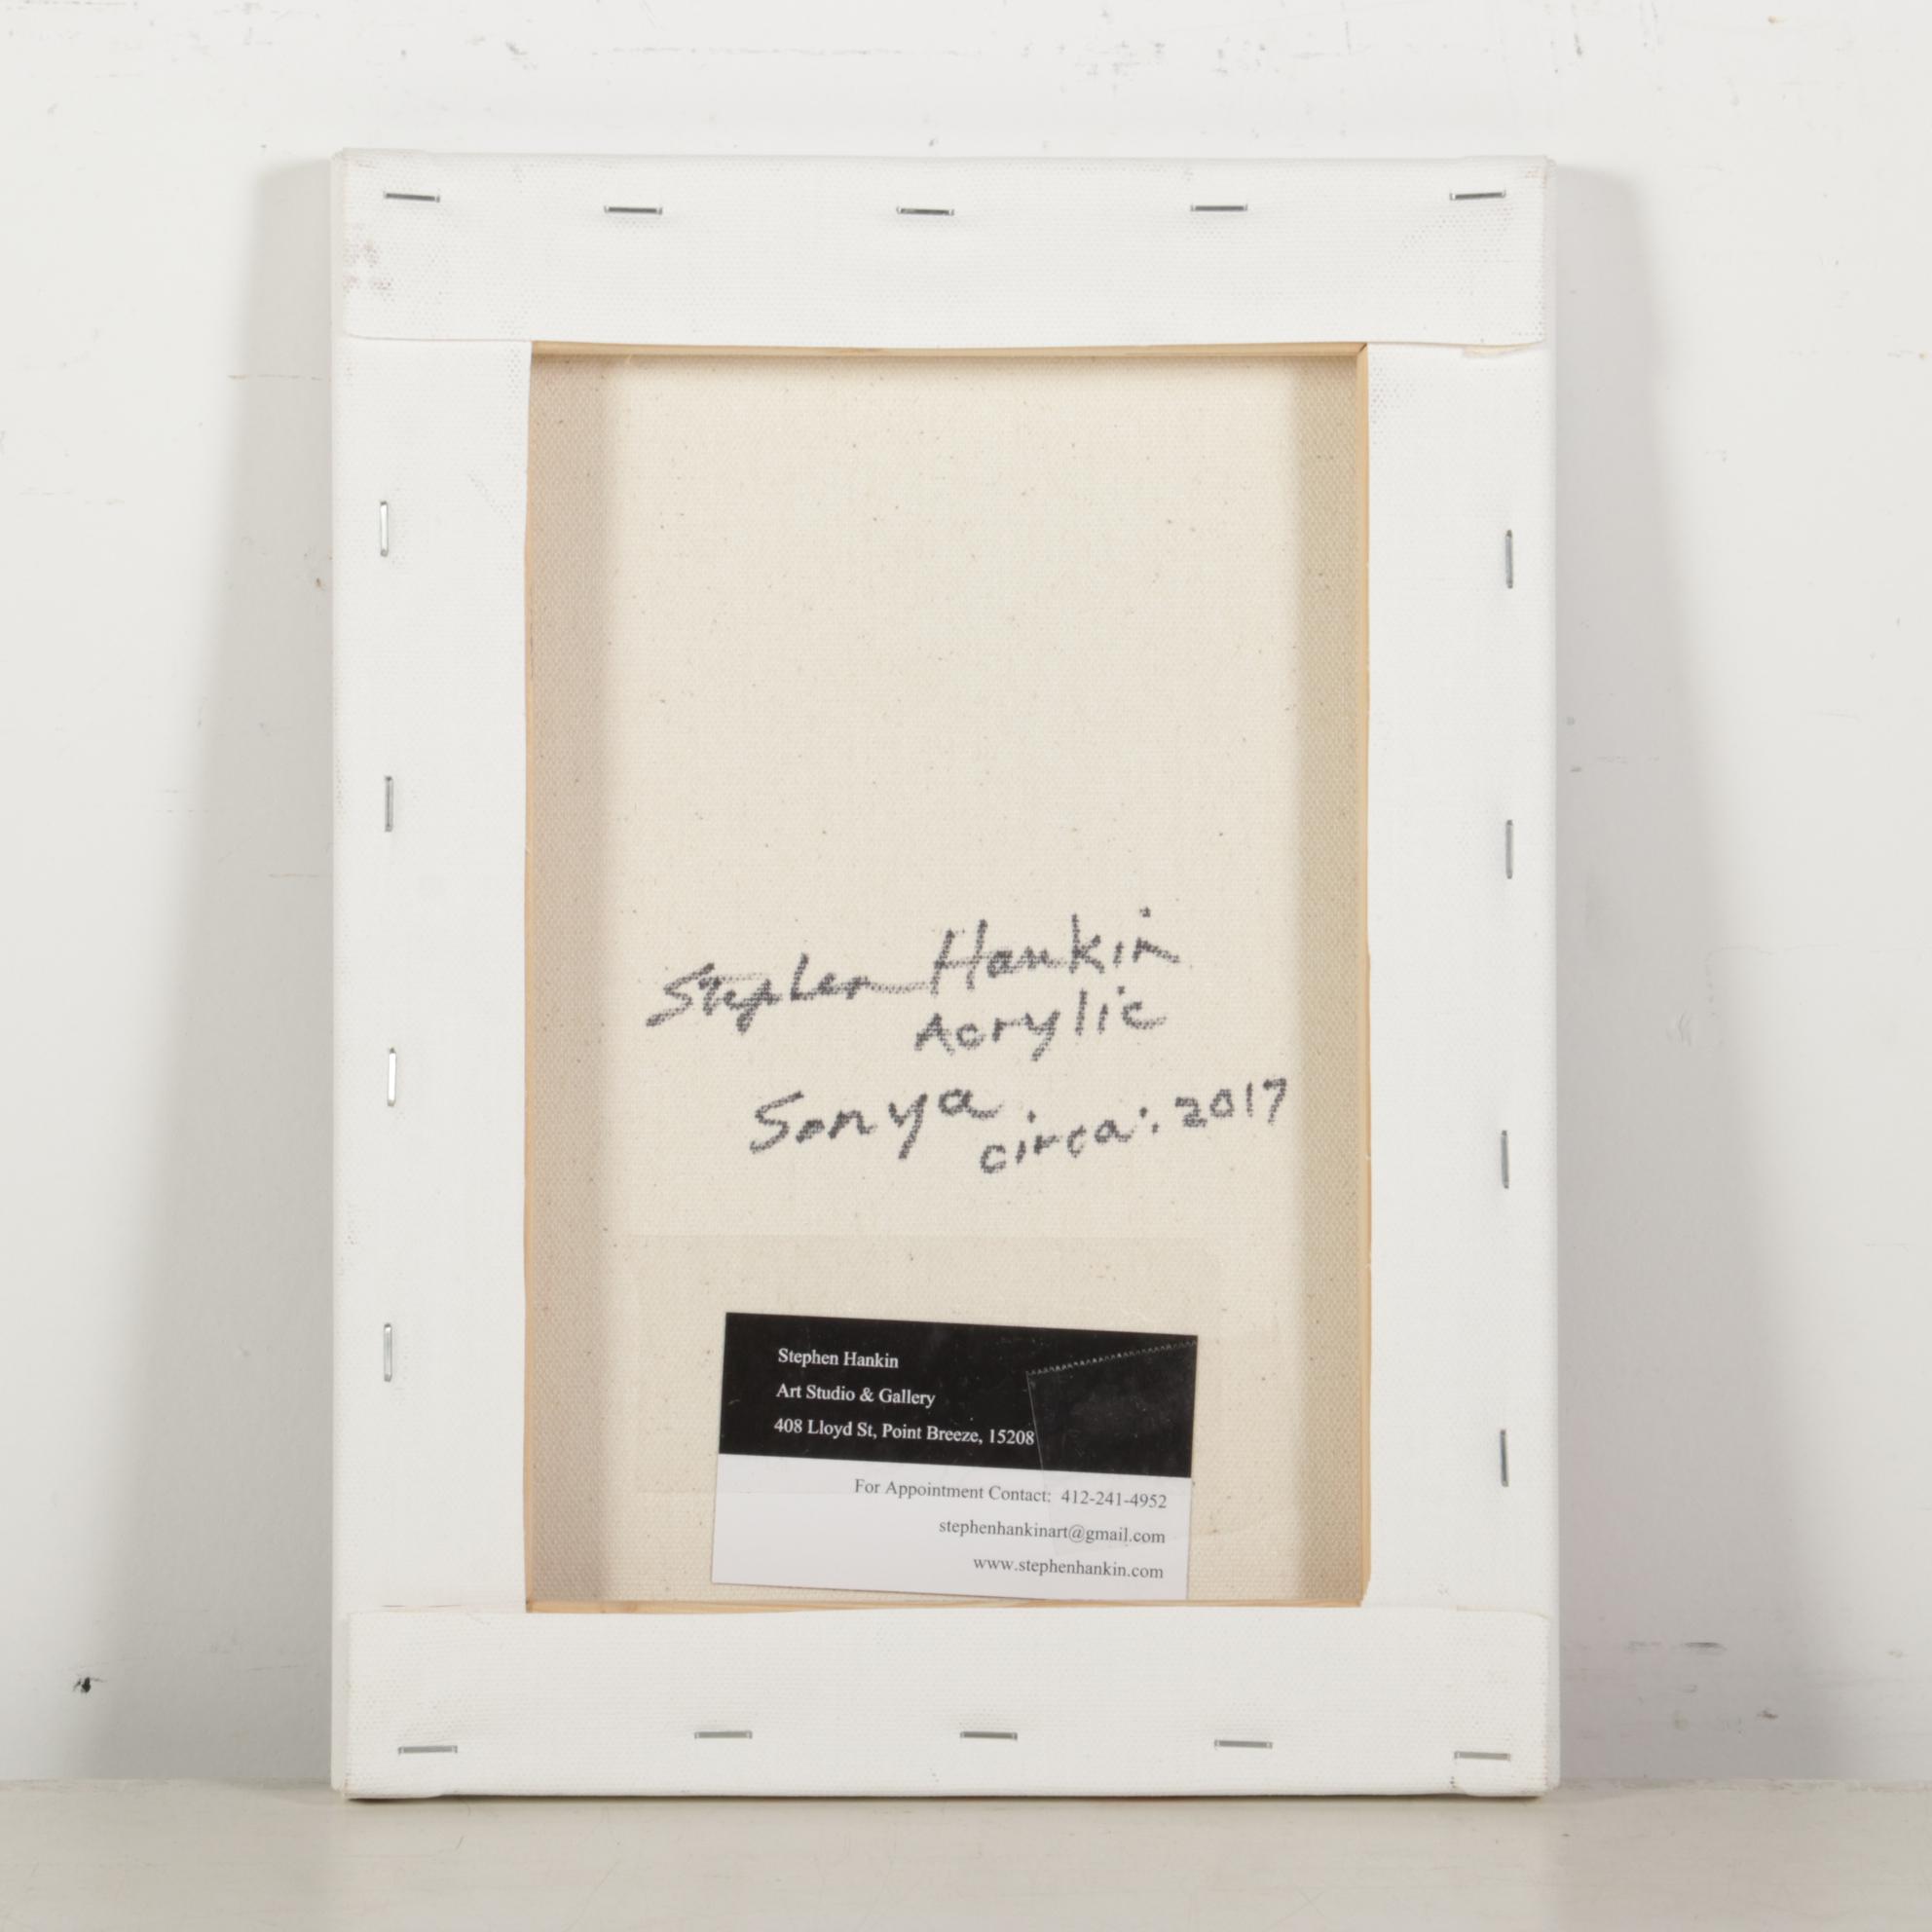 Stephen Hankin
Acrylic
Sonya
circa: 2017
Stephen Hankin
Art Studio & Gallery
408 Lloyd St, Point Breeze, 15208
For Appointment Contact: 412-241-4952
stephenhankinart@gmail.com
www.stephenhankin.com